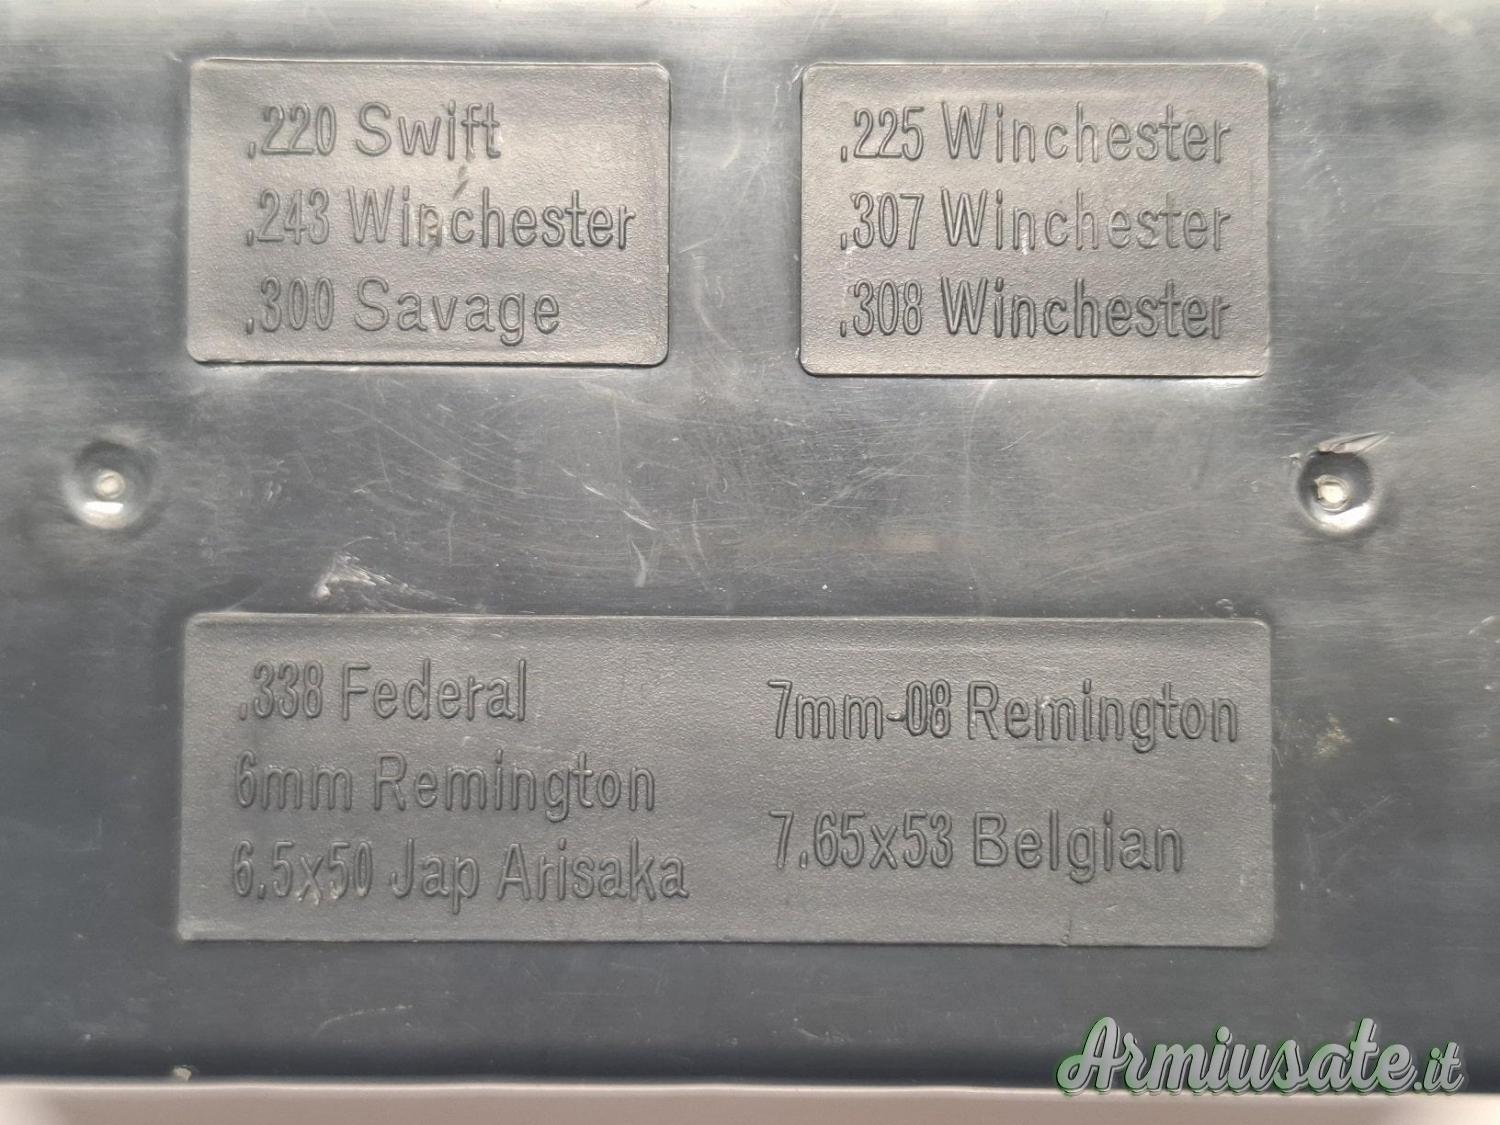 .220 Swift
.243 Winchester
.300 Savage
.225 Winchester
.307 Winchester
.308 Winchester
.338 Federal
6mm Remington
6.5x50 Jap Arisaka
7mm-08 Remington
7.65x53 Belgian
Armiusate.it